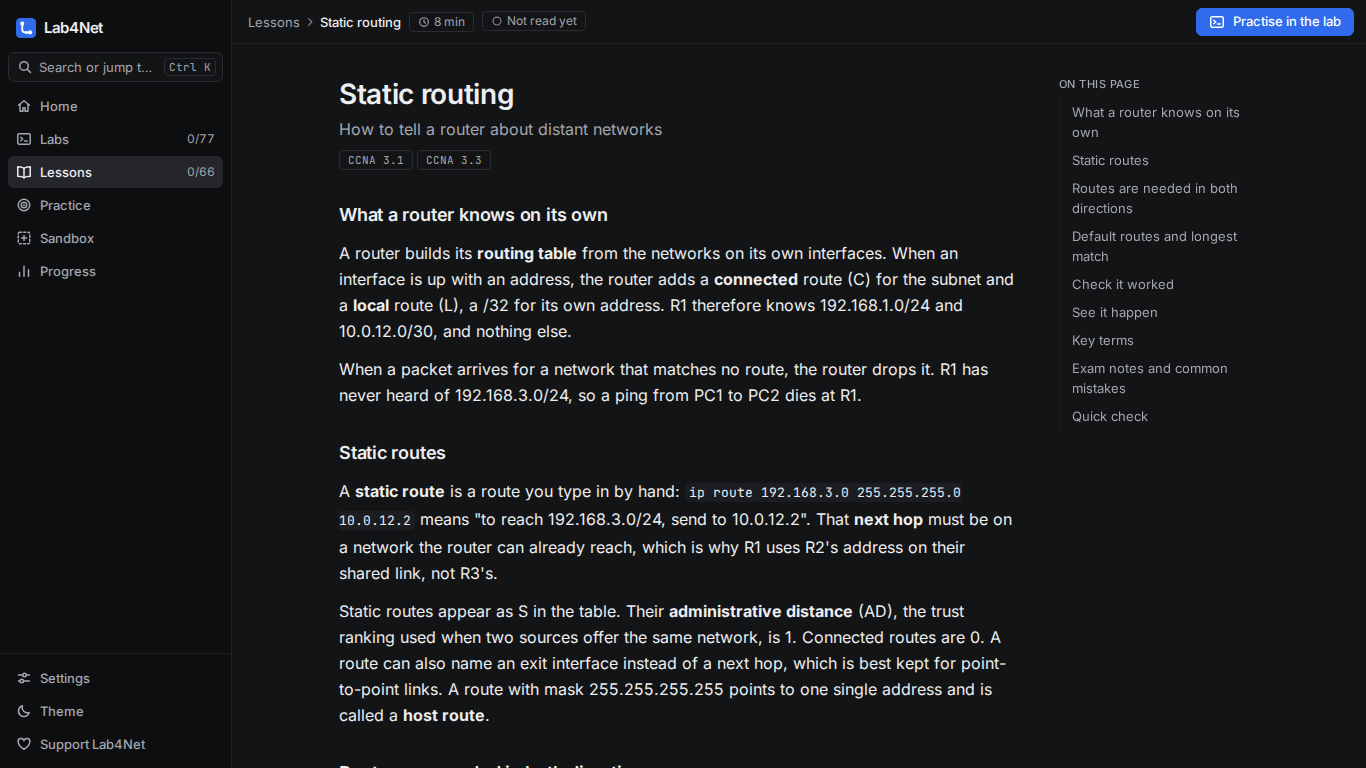 Lab4Net
Search or jump t...
Ctrl K
Home
Labs 0/77
Lessons 0/66
Practice
Sandbox
Progress
Settings
Theme
Support Lab4Net
Lessons > Static routing 8 min Not read yet
Practise in the lab
Static routing
How to tell a router about distant networks
CCNA 3.1 CCNA 3.3
What a router knows on its own
A router builds its routing table from the networks on its own interfaces. When an
interface is up with an address, the router adds a connected route (C) for the subnet and
a local route (L), a /32 for its own address. R1 therefore knows 192.168.1.0/24 and
10.0.12.0/30, and nothing else.
When a packet arrives for a network that matches no route, the router drops it. R1 has
never heard of 192.168.3.0/24, so a ping from PC1 to PC2 dies at R1.
Static routes
A static route is a route you type in by hand: ip route 192.168.3.0 255.255.255.0
10.0.12.2 means "to reach 192.168.3.0/24, send to 10.0.12.2". That next hop must be on
a network the router can already reach, which is why R1 uses R2's address on their
shared link, not R3's.
Static routes appear as S in the table. Their administrative distance (AD), the trust
ranking used when two sources offer the same network, is 1. Connected routes are 0. A
route can also name an exit interface instead of a next hop, which is best kept for point-
to-point links. A route with mask 255.255.255.255 points to one single address and is
called a host route.
ON THIS PAGE
What a router knows on its
own
Static routes
Routes are needed in both
directions
Default routes and longest
match
Check it worked
See it happen
Key terms
Exam notes and common
mistakes
Quick check